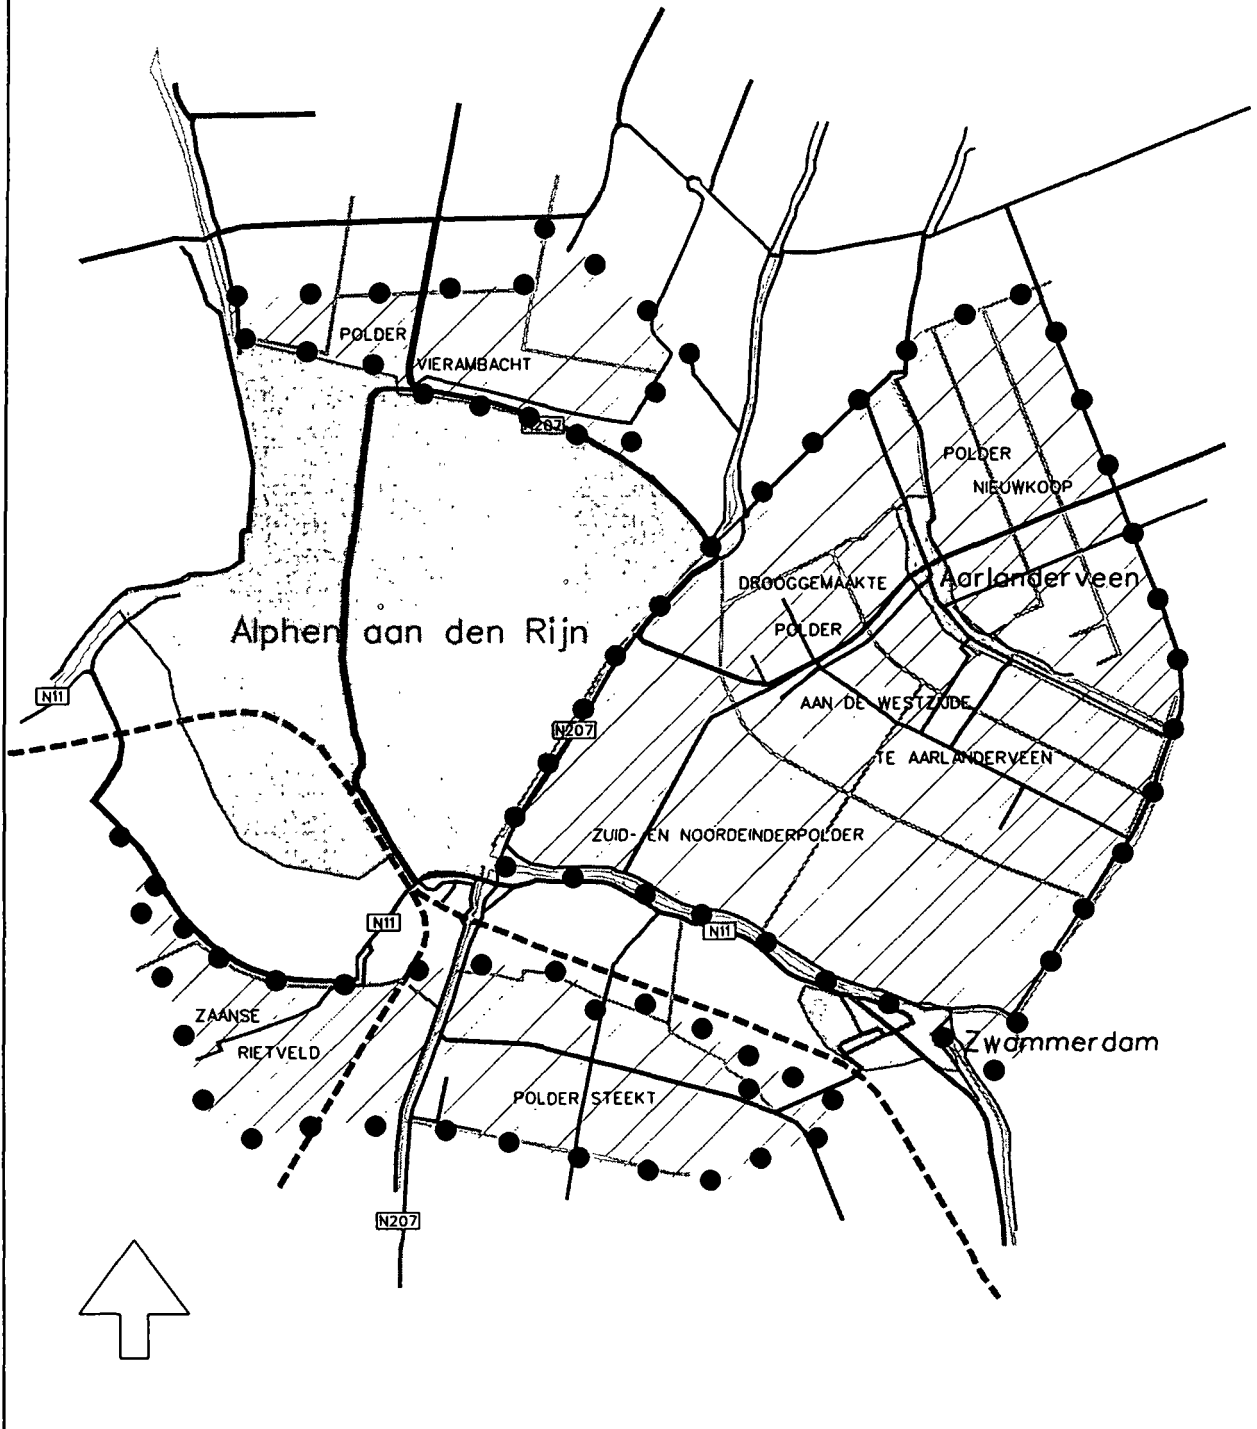 POLDER
VIERAMBACHT
N207
POLDER
NIEUWKOOP
DROOGGEMAAKTE
Aarlanderveen
POLDER
Alphen aan den Rijn
N11
AAN DE WESTZIJDE
N207
TE AARLANDERVEEN
ZUID- EN NOORDEINDERPOLDER
N11
N11
ZAANSE
RIETVELD
Zwammerdam
POLDER STEEKT
N207